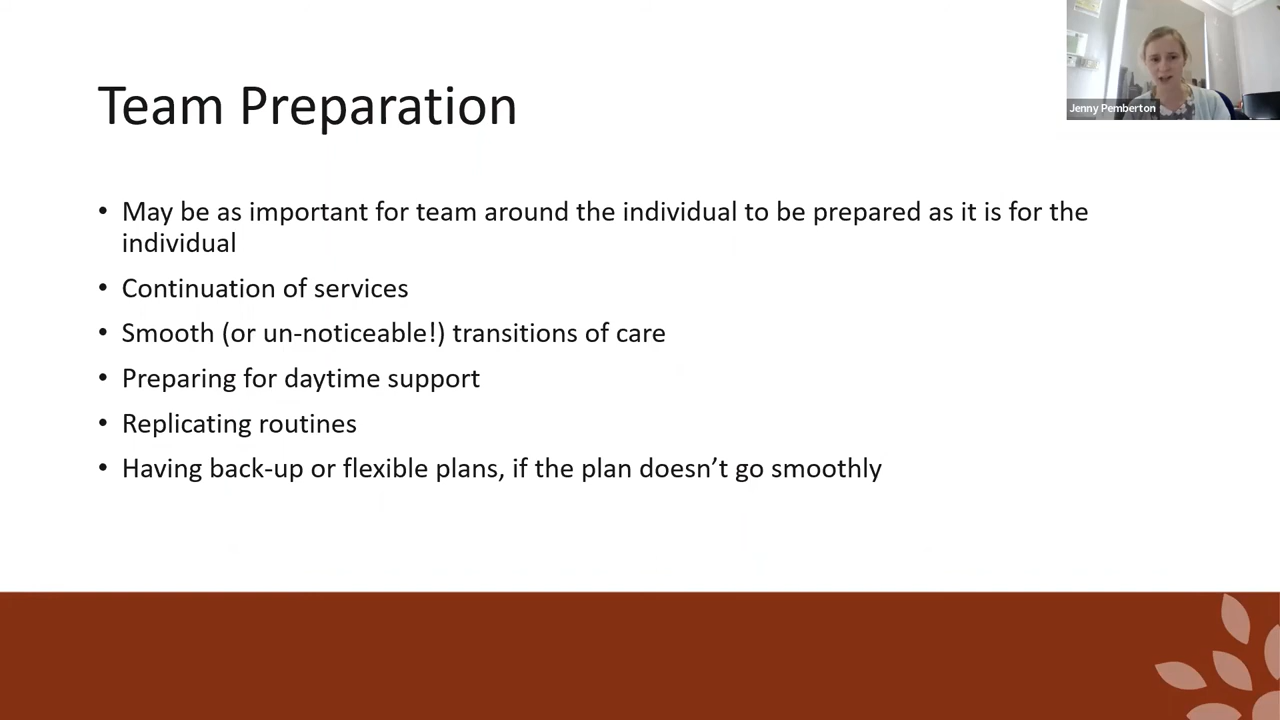 Team Preparation
Jenny Pemberton
• May be as important for team around the individual to be prepared as it is for the
individual
• Continuation of services
• Smooth (or un-noticeable!) transitions of care
• Preparing for daytime support
• Replicating routines
• Having back-up or flexible plans, if the plan doesn’t go smoothly